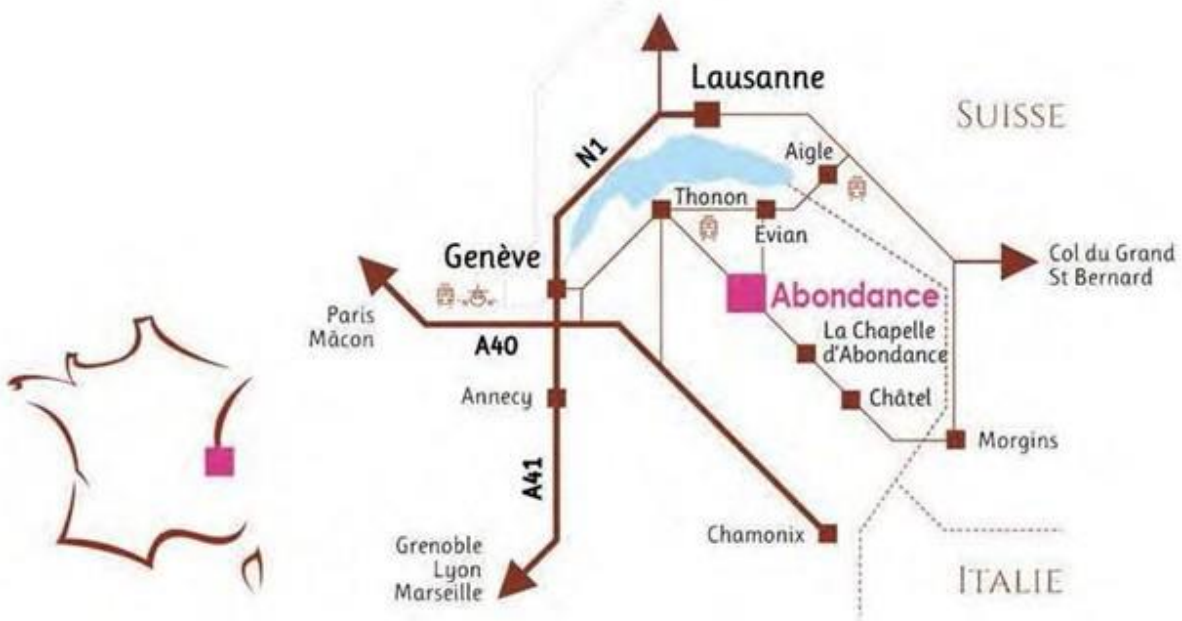 Lausanne
SUISSE
N1
Aigle
Thonon
Evian
Genève
Col du Grand
St Bernard
Abondance
Paris
Mâcon
A40
La Chapelle
d'Abondance
Annecy
Châtel
Morgins
A41
Chamonix
Grenoble
Lyon
Marseille
ITALIE